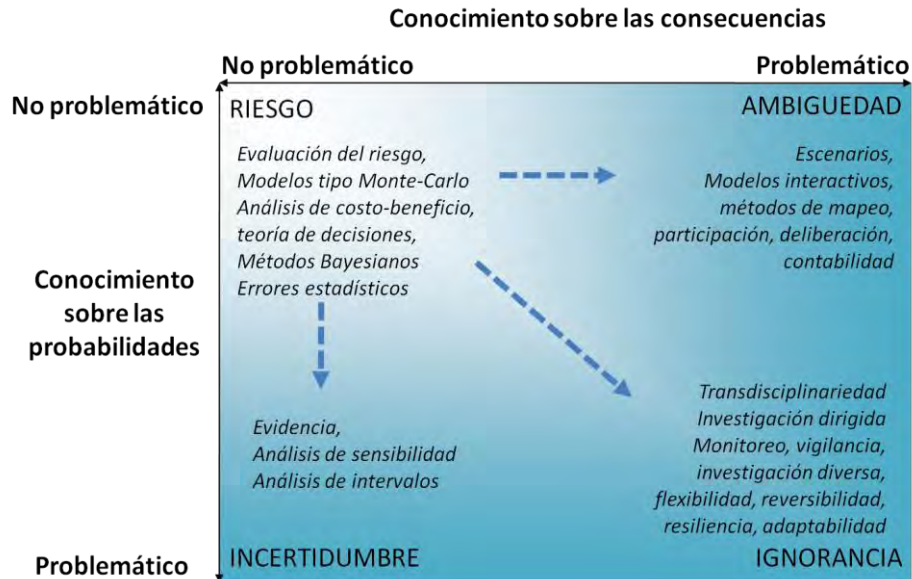 Conocimiento sobre las consecuencias
No problemático
Problemático
No problemático
RIESGO
AMBIGUEDAD
Evaluación del riesgo,
Modelos tipo Monte-Carlo
Análisis de costo-beneficio,
teoría de decisiones,
Métodos Bayesianos
Errores estadísticos
Escenarios,
Modelos interactivos,
métodos de mapeo,
participación, deliberación,
contabilidad
Conocimiento
sobre las
probabilidades
Evidencia,
Análisis de sensibilidad
Análisis de intervalos
Transdisciplinariedad
Investigación dirigida
Monitoreo, vigilancia,
investigación diversa,
flexibilidad, reversibilidad,
resiliencia, adaptabilidad
Problemático
INCERTIDUMBRE
IGNORANCIA